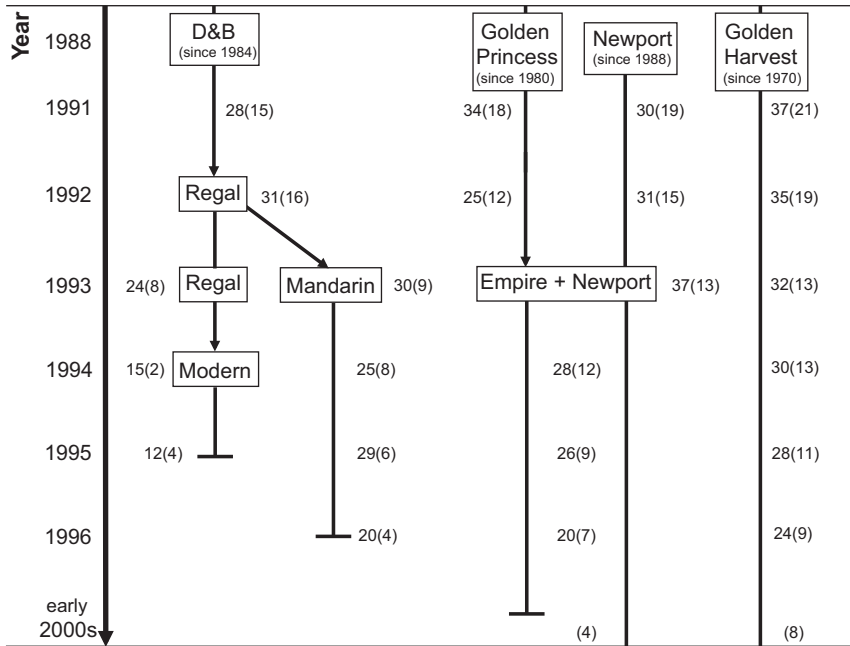 Year
1988
D&B
(since 1984)
Golden
Princess
(since 1980)
Newport
(since 1988)
Golden
Harvest
(since 1970)
1991
28(15)
34(18)
30(19)
37(21)
1992
Regal
31(16)
25(12)
31(15)
35(19)
1993
24(8)
Regal
Mandarin
30(9)
Empire + Newport
37(13)
32(13)
1994
15(2)
Modern
25(8)
28(12)
30(13)
1995
12(4)
29(6)
26(9)
28(11)
1996
20(4)
20(7)
24(9)
early
2000s
(4)
(8)